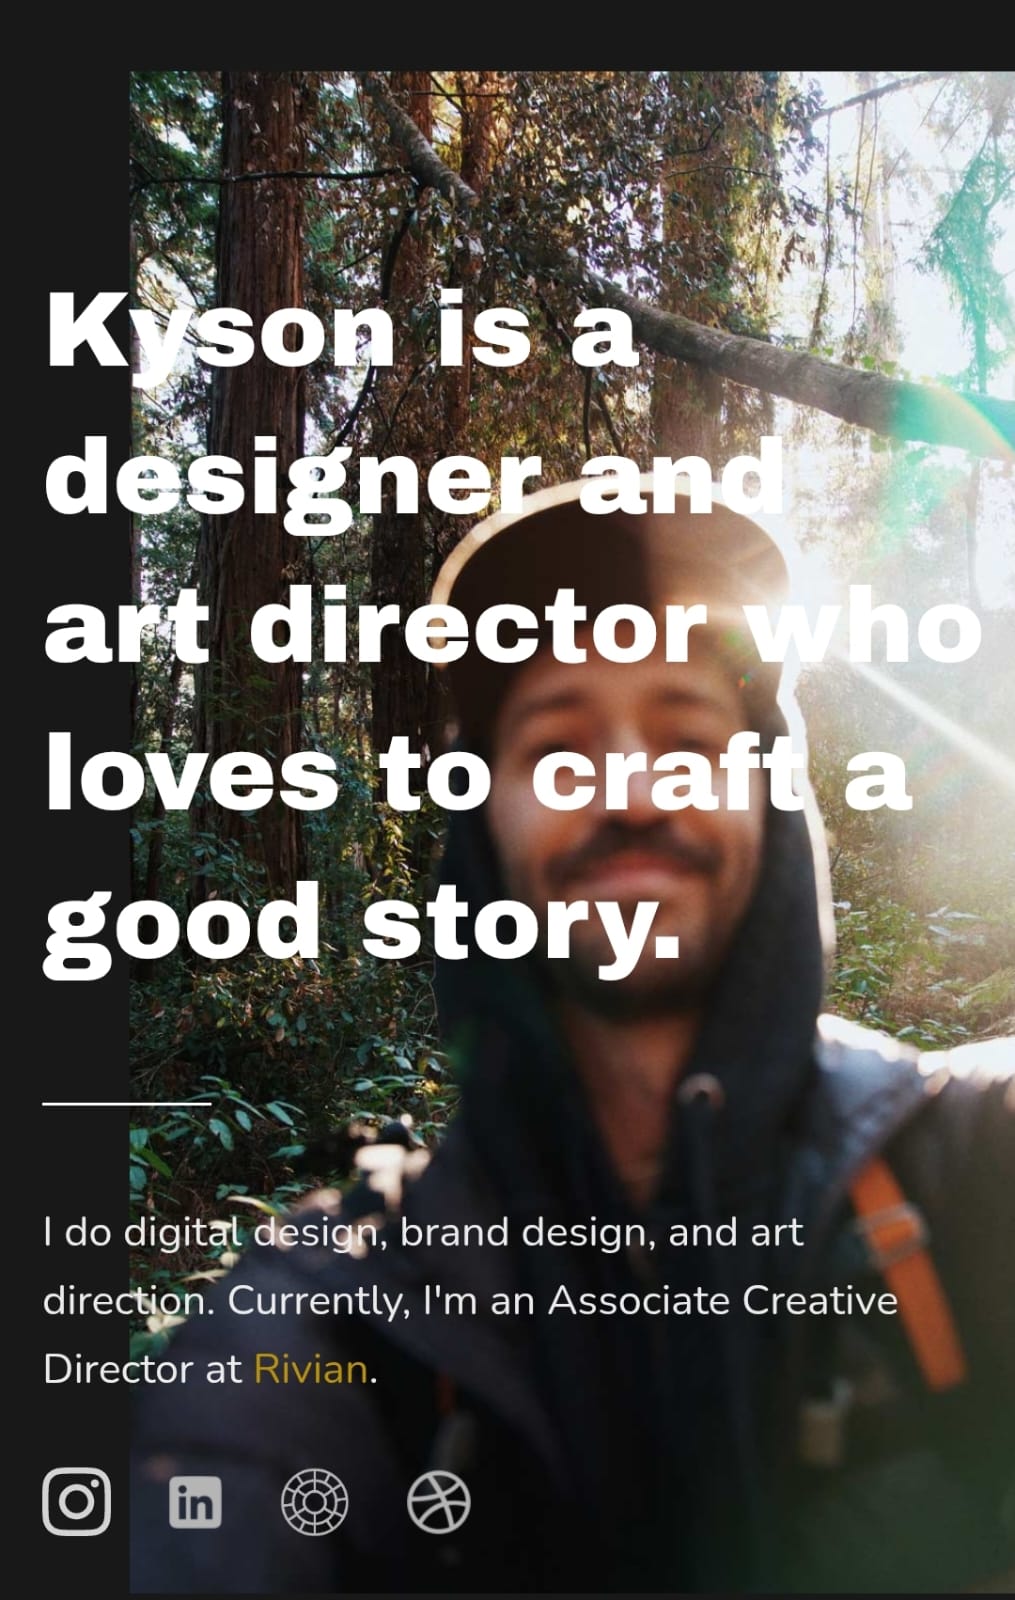 Kyson is a
designer and
art director who
loves to craft a
good story.
I do digital design, brand design, and art
direction. Currently, I'm an Associate Creative
Director at Rivian.
in